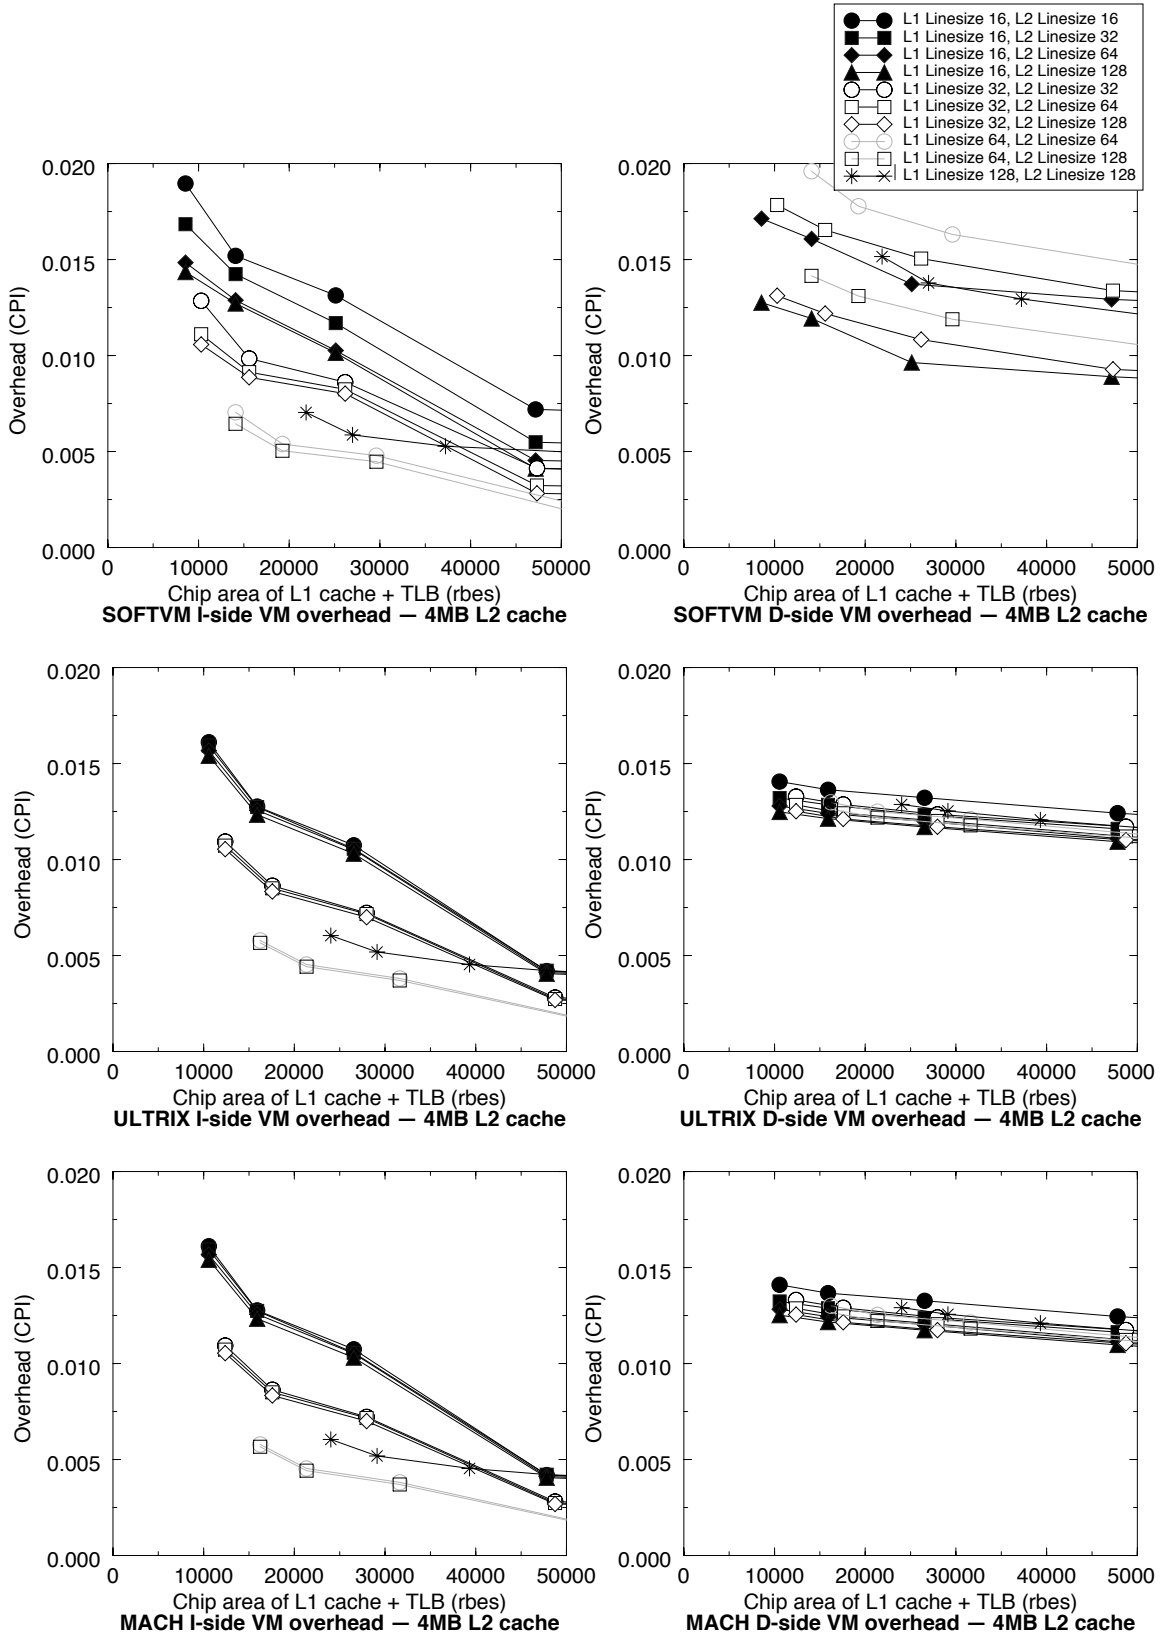 L1 Linesize 16, L2 Linesize 16
L1 Linesize 16, L2 Linesize 32
L1 Linesize 16, L2 Linesize 64
L1 Linesize 16, L2 Linesize 128
L1 Linesize 32, L2 Linesize 32
L1 Linesize 32, L2 Linesize 64
L1 Linesize 32, L2 Linesize 128
L1 Linesize 64, L2 Linesize 64
L1 Linesize 64, L2 Linesize 128
L1 Linesize 128, L2 Linesize 128
0.020
0.015
0.010
0.005
0.000
Overhead (CPI)
0 10000 20000 30000 40000 50000
Chip area of L1 cache + TLB (rbes)
SOFTVM I-side VM overhead — 4MB L2 cache
0.020
0.015
0.010
0.005
0.000
Overhead (CPI)
0 10000 20000 30000 40000 50000
Chip area of L1 cache + TLB (rbes)
SOFTVM D-side VM overhead — 4MB L2 cache
0.020
0.015
0.010
0.005
0.000
Overhead (CPI)
0 10000 20000 30000 40000 50000
Chip area of L1 cache + TLB (rbes)
ULTRIX I-side VM overhead — 4MB L2 cache
0.020
0.015
0.010
0.005
0.000
Overhead (CPI)
0 10000 20000 30000 40000 50000
Chip area of L1 cache + TLB (rbes)
ULTRIX D-side VM overhead — 4MB L2 cache
0.020
0.015
0.010
0.005
0.000
Overhead (CPI)
0 10000 20000 30000 40000 50000
Chip area of L1 cache + TLB (rbes)
MACH I-side VM overhead — 4MB L2 cache
0.020
0.015
0.010
0.005
0.000
Overhead (CPI)
0 10000 20000 30000 40000 50000
Chip area of L1 cache + TLB (rbes)
MACH D-side VM overhead — 4MB L2 cache